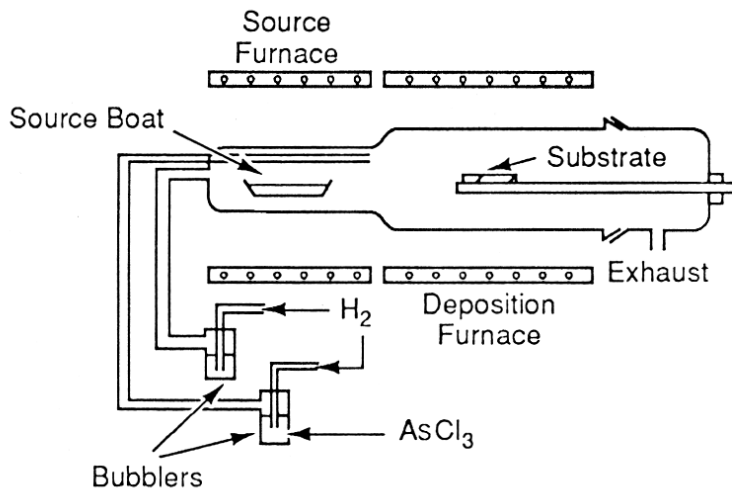 Source
Furnace
Source Boat
Substrate
Exhaust
Deposition
Furnace
H₂
AsCl₃
Bubblers